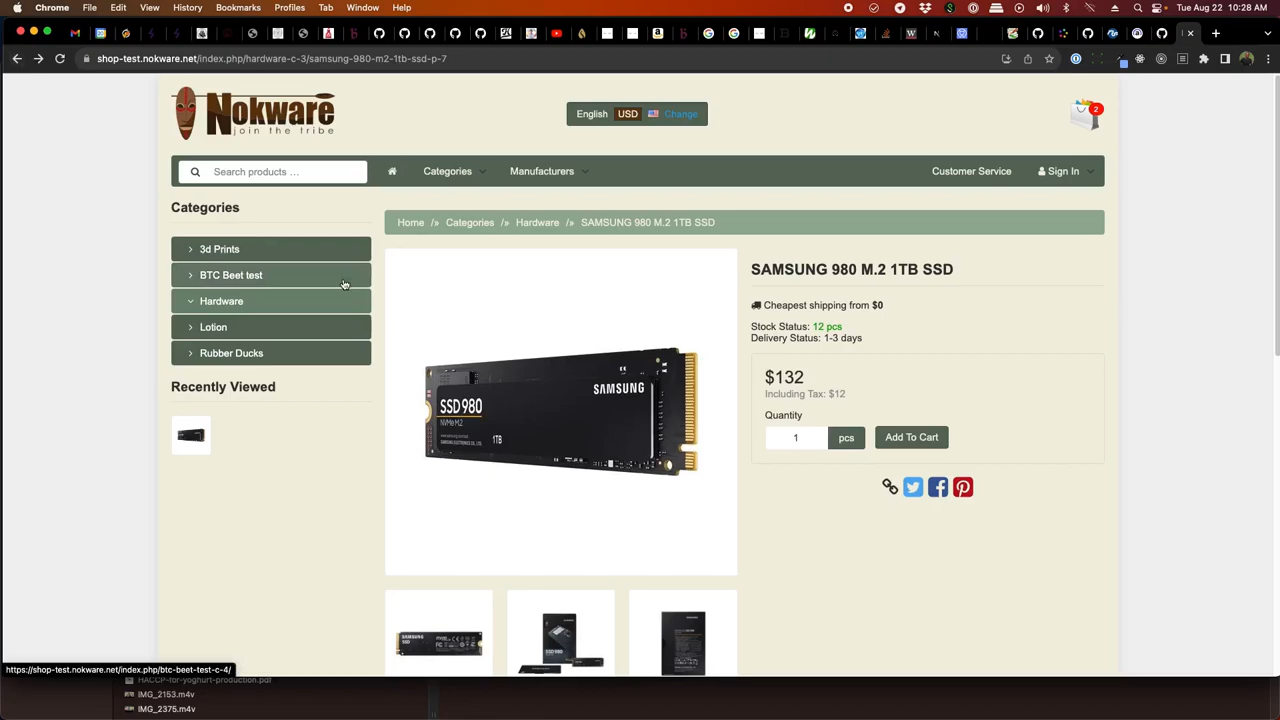 Chrome File Edit View History Bookmarks Profiles Tab Window Help Tue Aug 22 10:28 AM
shop-test.nokware.net/index.php/hardware-c-3/samsung-980-m2-1tb-ssd-p-7
Nokware
join the tribe
English USD Change
2
Search products ...
Categories
Manufacturers
Customer Service
Sign In
Categories
3d Prints
BTC Beet test
Hardware
Lotion
Rubber Ducks
Recently Viewed
Home /» Categories /» Hardware /» SAMSUNG 980 M.2 1TB SSD
SAMSUNG
SSD 980
NVMe M.2
1TB
SAMSUNG 980 M.2 1TB SSD
Cheapest shipping from $0
Stock Status: 12 pcs
Delivery Status: 1-3 days
$132
Including Tax: $12
Quantity
1 pcs Add To Cart
https://shop-test.nokware.net/index.php/btc-beet-test-c-4/
HACCP-for-yoghurt-production.pdf
IMG_2153.m4v
IMG_2375.m4v